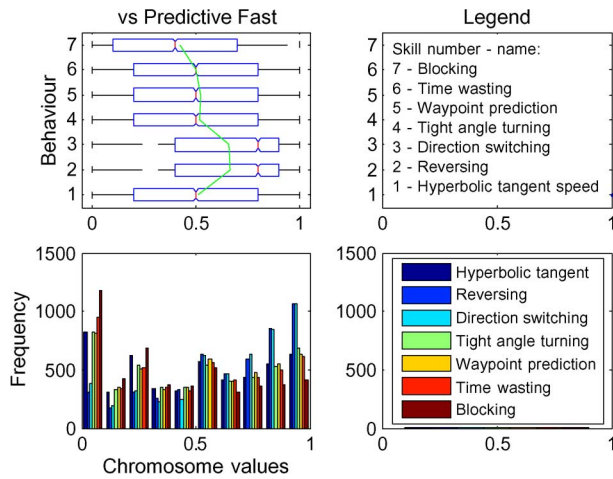 vs Predictive Fast
Behaviour
7
6
5
4
3
2
1
0 0.5 1
Legend
Skill number - name:
7 - Blocking
6 - Time wasting
5 - Waypoint prediction
4 - Tight angle turning
3 - Direction switching
2 - Reversing
1 - Hyperbolic tangent speed
7
6
5
4
3
2
1
0 0.5 1
Frequency
1500
1000
500
0
0 0.5 1
Chromosome values
1500
1000
500
0
Hyperbolic tangent
Reversing
Direction switching
Tight angle turning
Waypoint prediction
Time wasting
Blocking
0 0.5 1